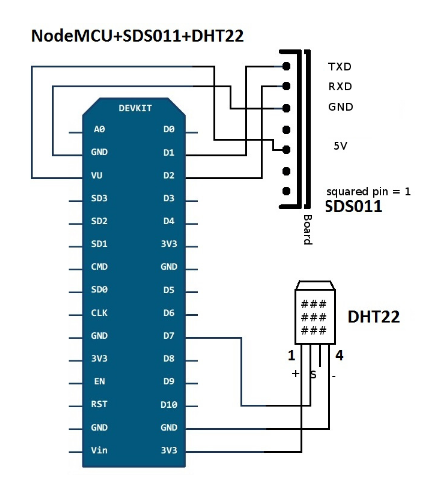 NodeMCU+SDS011+DHT22
TXD
RXD
GND
5V
squared pin = 1
SDS011
Board
DEVKIT
A0 D0
GND D1
VU D2
SD3 D3
SD2 D4
SD1 3V3
CMD GND
SD0 D5
CLK D6
GND D7
3V3 D8
EN D9
RST D10
GND GND
Vin 3V3
###
###
###
DHT22
1 4
+ S -